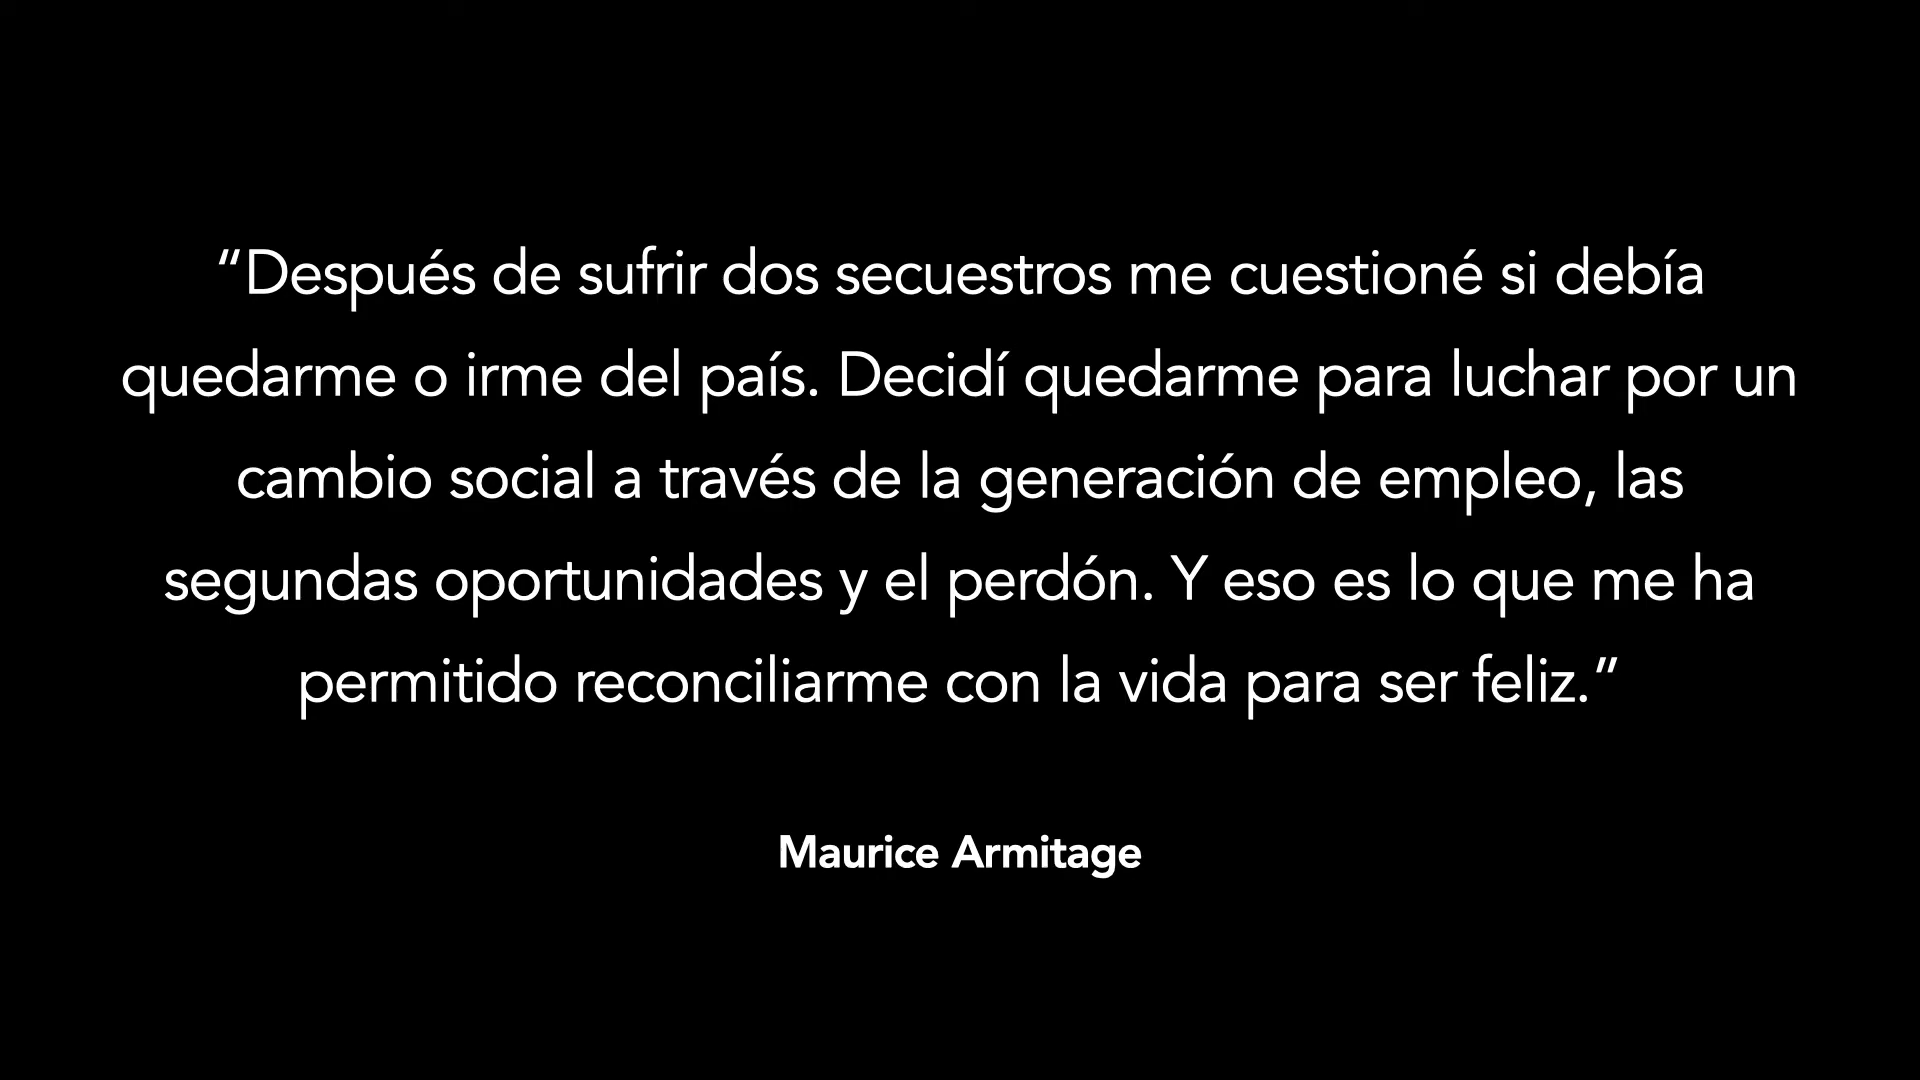 “Después de sufrir dos secuestros me cuestioné si debía
quedarme o irme del país. Decidí quedarme para luchar por un
cambio social a través de la generación de empleo, las
segundas oportunidades y el perdón. Y eso es lo que me ha
permitido reconciliarme con la vida para ser feliz.”
Maurice Armitage